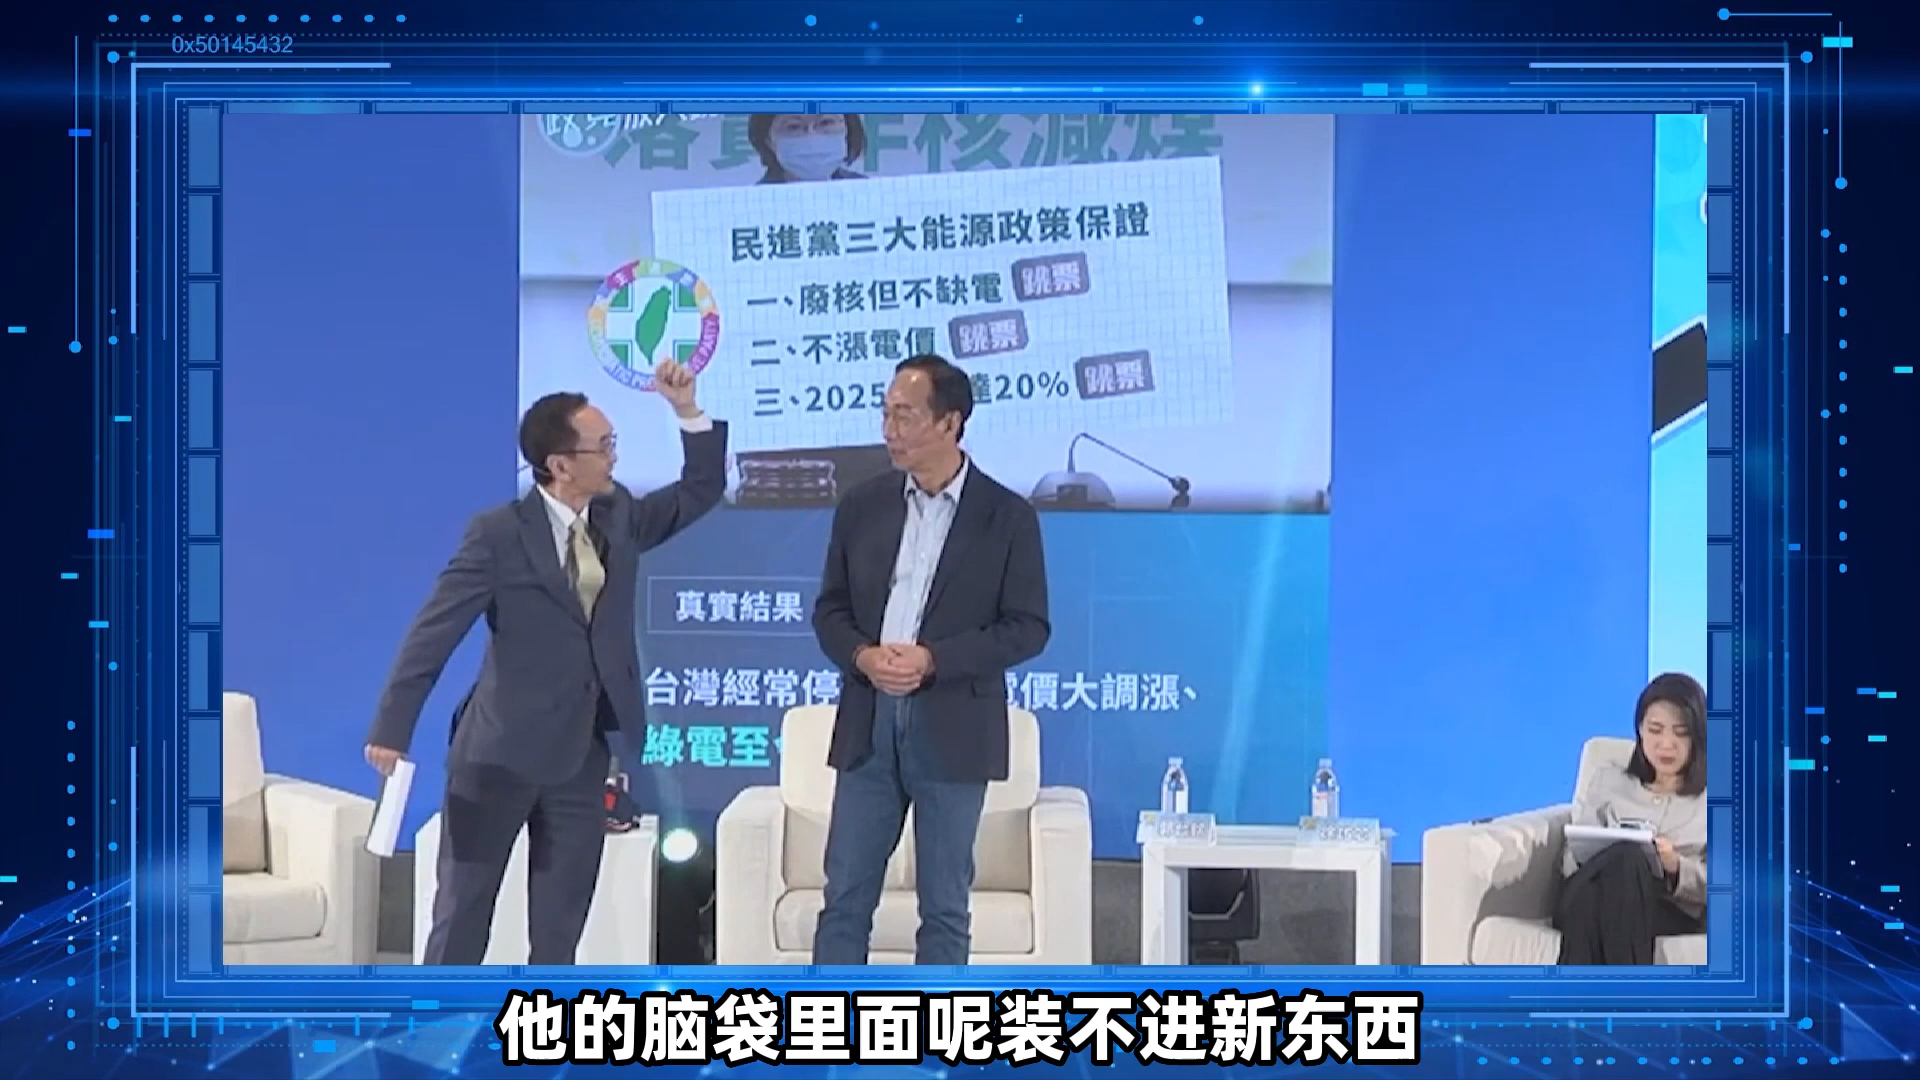 0x50145432
民進黨三大能源政策保證
一、廢核但不缺電 跳票
二、不漲電價 跳票
三、2025 達20% 跳票
真實結果
台灣經常停 電價大調漲、
綠電至今
他的脑袋里面呢装不进新东西